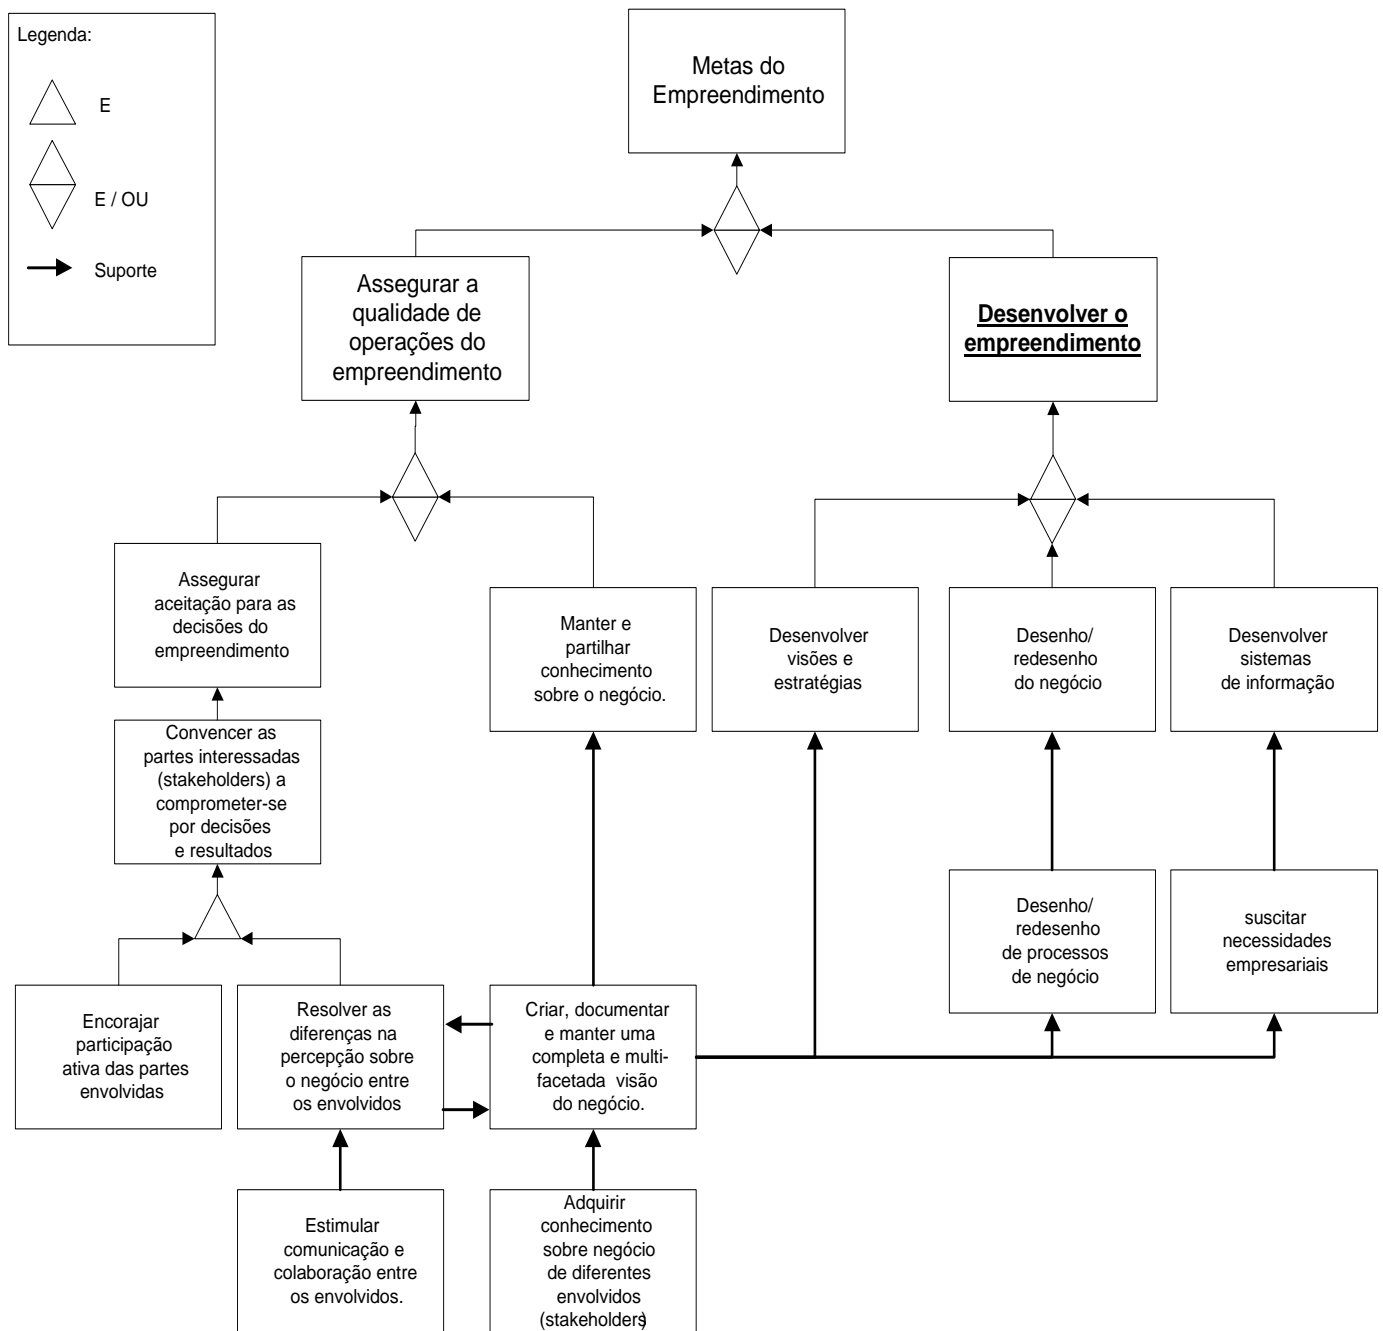 Legenda:
E
E / OU
Suporte
Metas do
Empreendimento
Assegurar a
qualidade de
operações do
empreendimento
Desenvolver o
empreendimento
Assegurar
aceitação para as
decisões do
empreendimento
Manter e
partilhar
conhecimento
sobre o negócio.
Desenvolver
visões e
estratégias
Desenho/
redesenho
do negócio
Desenvolver
sistemas
de informação
Convencer as
partes interessadas
(stakeholders) a
comprometer-se
por decisões
e resultados
Desenho/
redesenho
de processos
de negócio
suscitar
necessidades
empresariais
Encorajar
participação
ativa das partes
envolvidas
Resolver as
diferenças na
percepção sobre
o negócio entre
os envolvidos
Criar, documentar
e manter uma
completa e multi-
facetada visão
do negócio.
Estimular
comunicação e
colaboração entre
os envolvidos.
Adquirir
conhecimento
sobre negócio
de diferentes
envolvidos
(stakeholders)